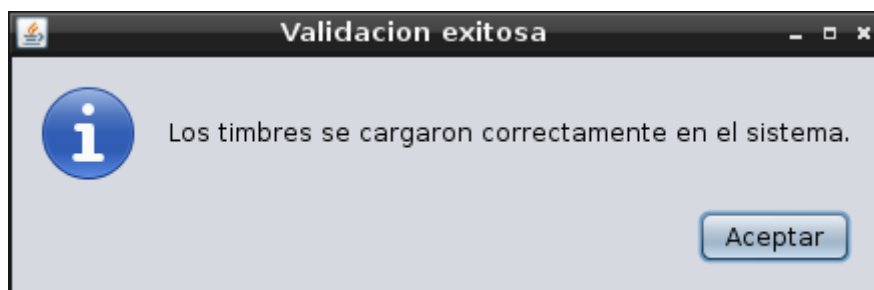 Validacion exitosa
Los timbres se cargaron correctamente en el sistema.
Aceptar